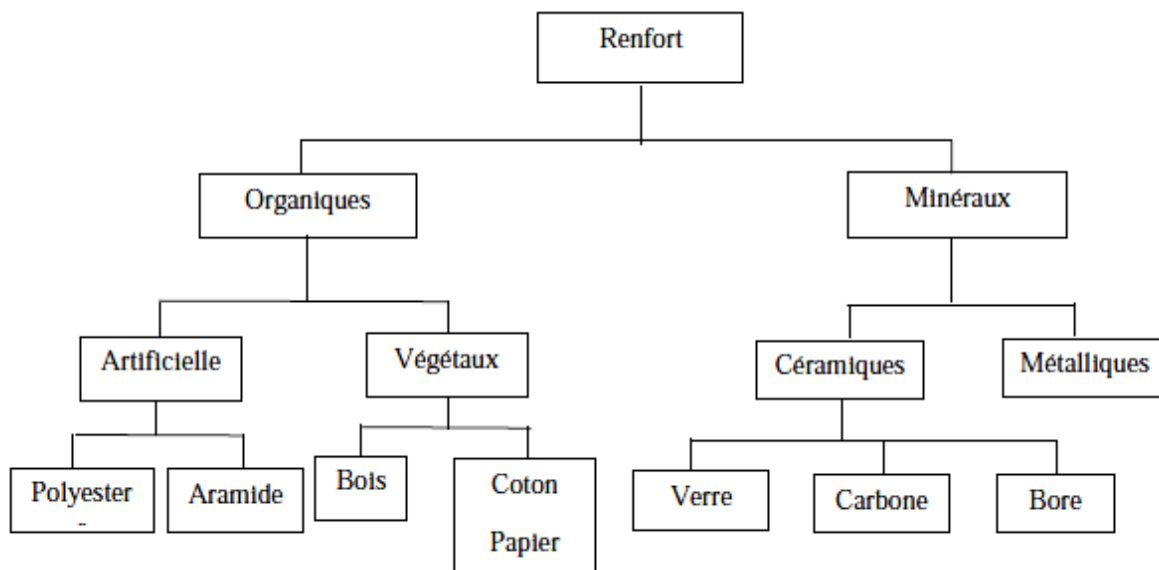 Renfort
Organiques
Minéraux
Artificielle
Végétaux
Céramiques
Métalliques
Polyester
Aramide
Bois
Coton
Papier
Verre
Carbone
Bore